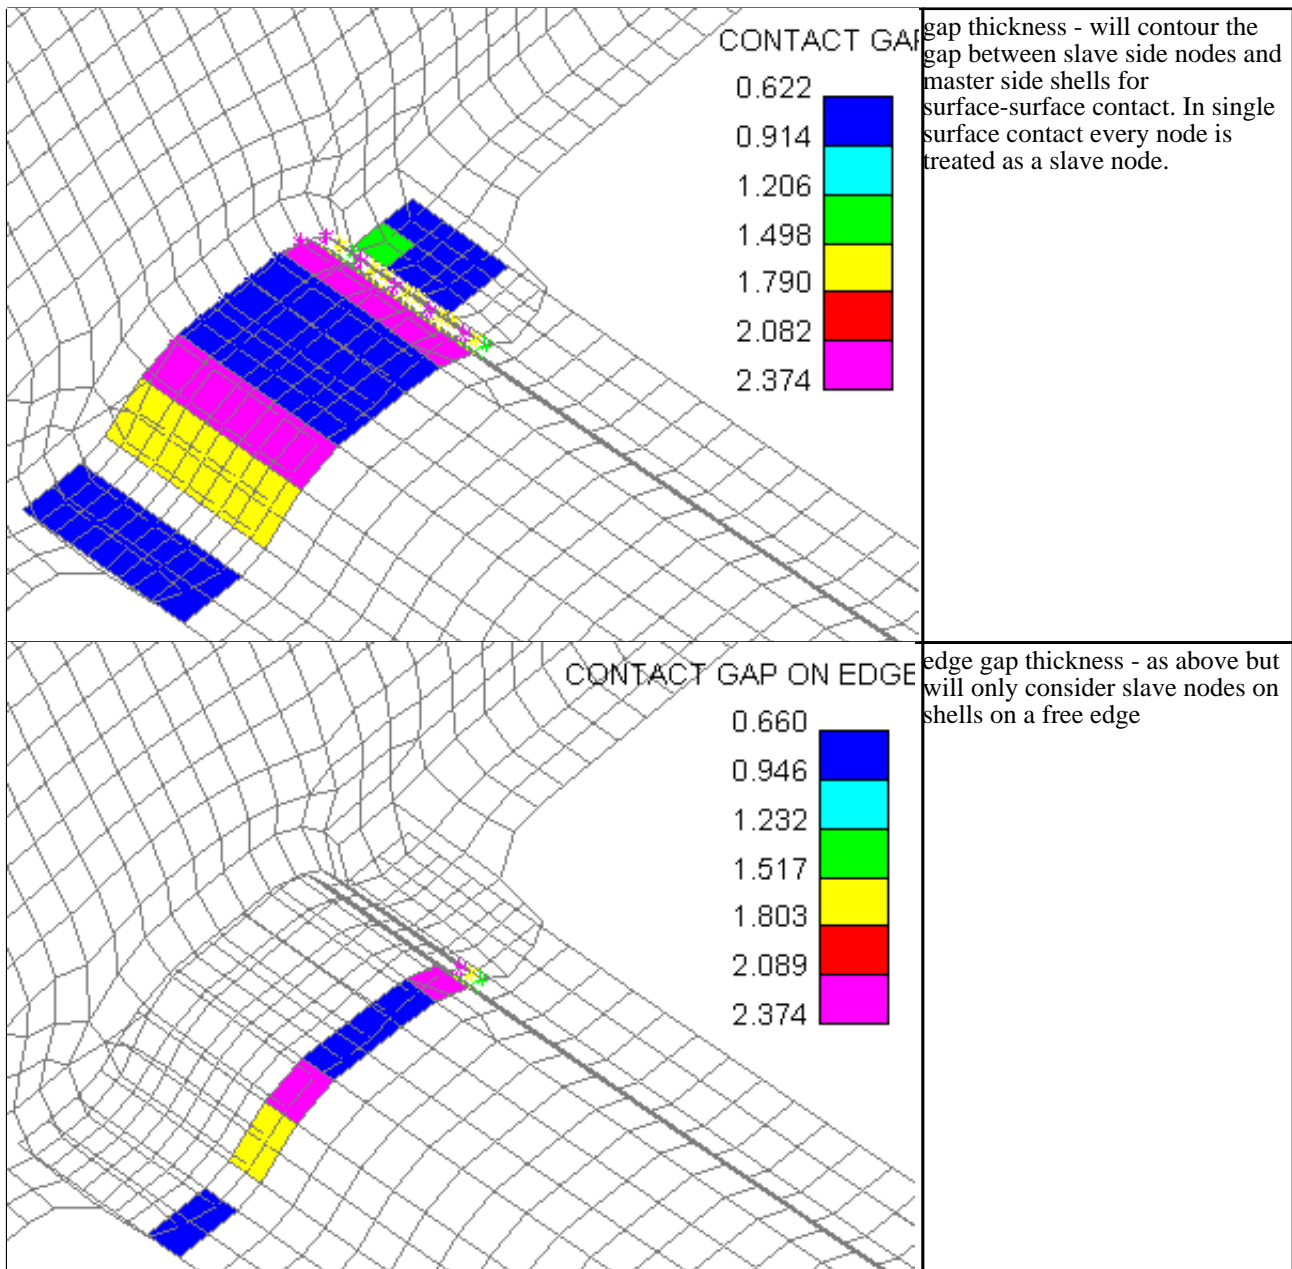 CONTACT GAP
0.622
0.914
1.206
1.498
1.790
2.082
2.374
gap thickness - will contour the
gap between slave side nodes and
master side shells for
surface-surface contact. In single
surface contact every node is
treated as a slave node.
CONTACT GAP ON EDGE
0.660
0.946
1.232
1.517
1.803
2.089
2.374
edge gap thickness - as above but
will only consider slave nodes on
shells on a free edge